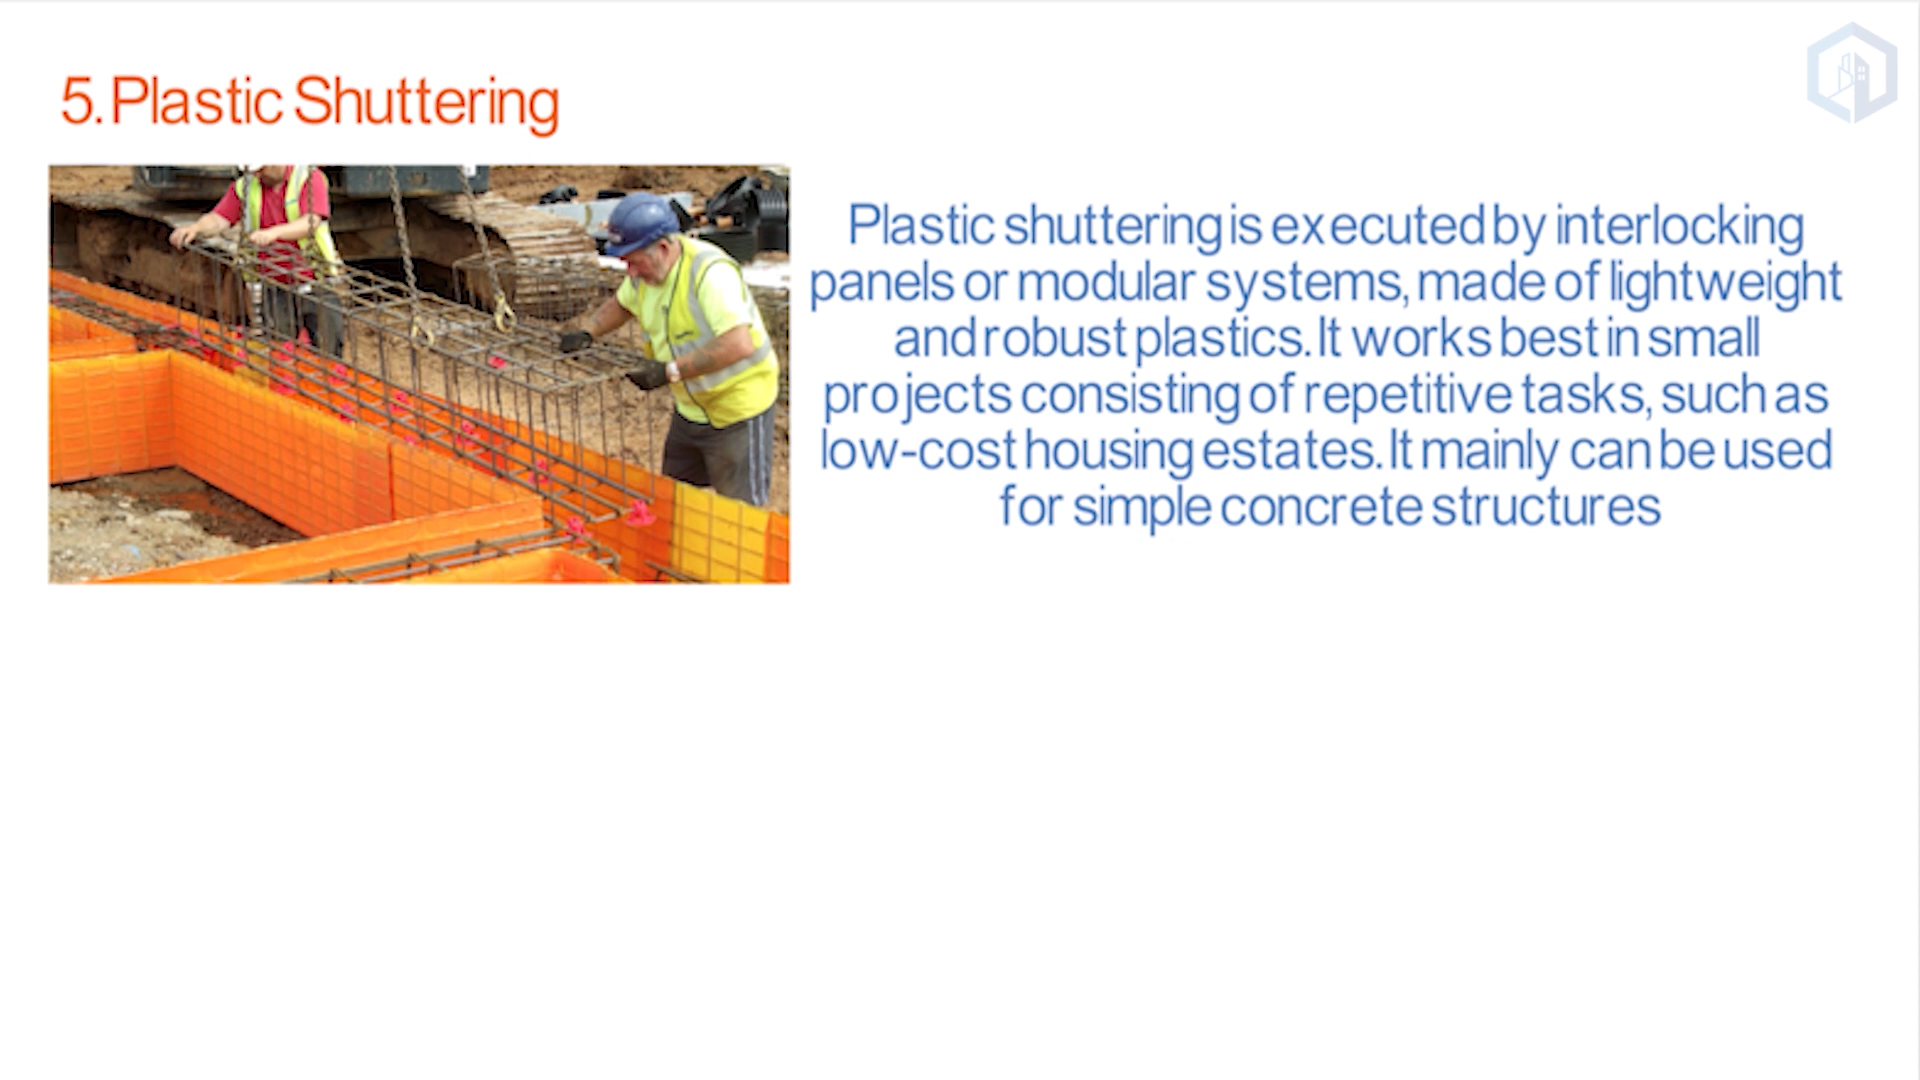 5.Plastic Shuttering
Plastic shuttering is executed by interlocking
panels or modular systems, made of lightweight
and robust plastics. It works best in small
projects consisting of repetitive tasks, such as
low-cost housing estates. It mainly can be used
for simple concrete structures